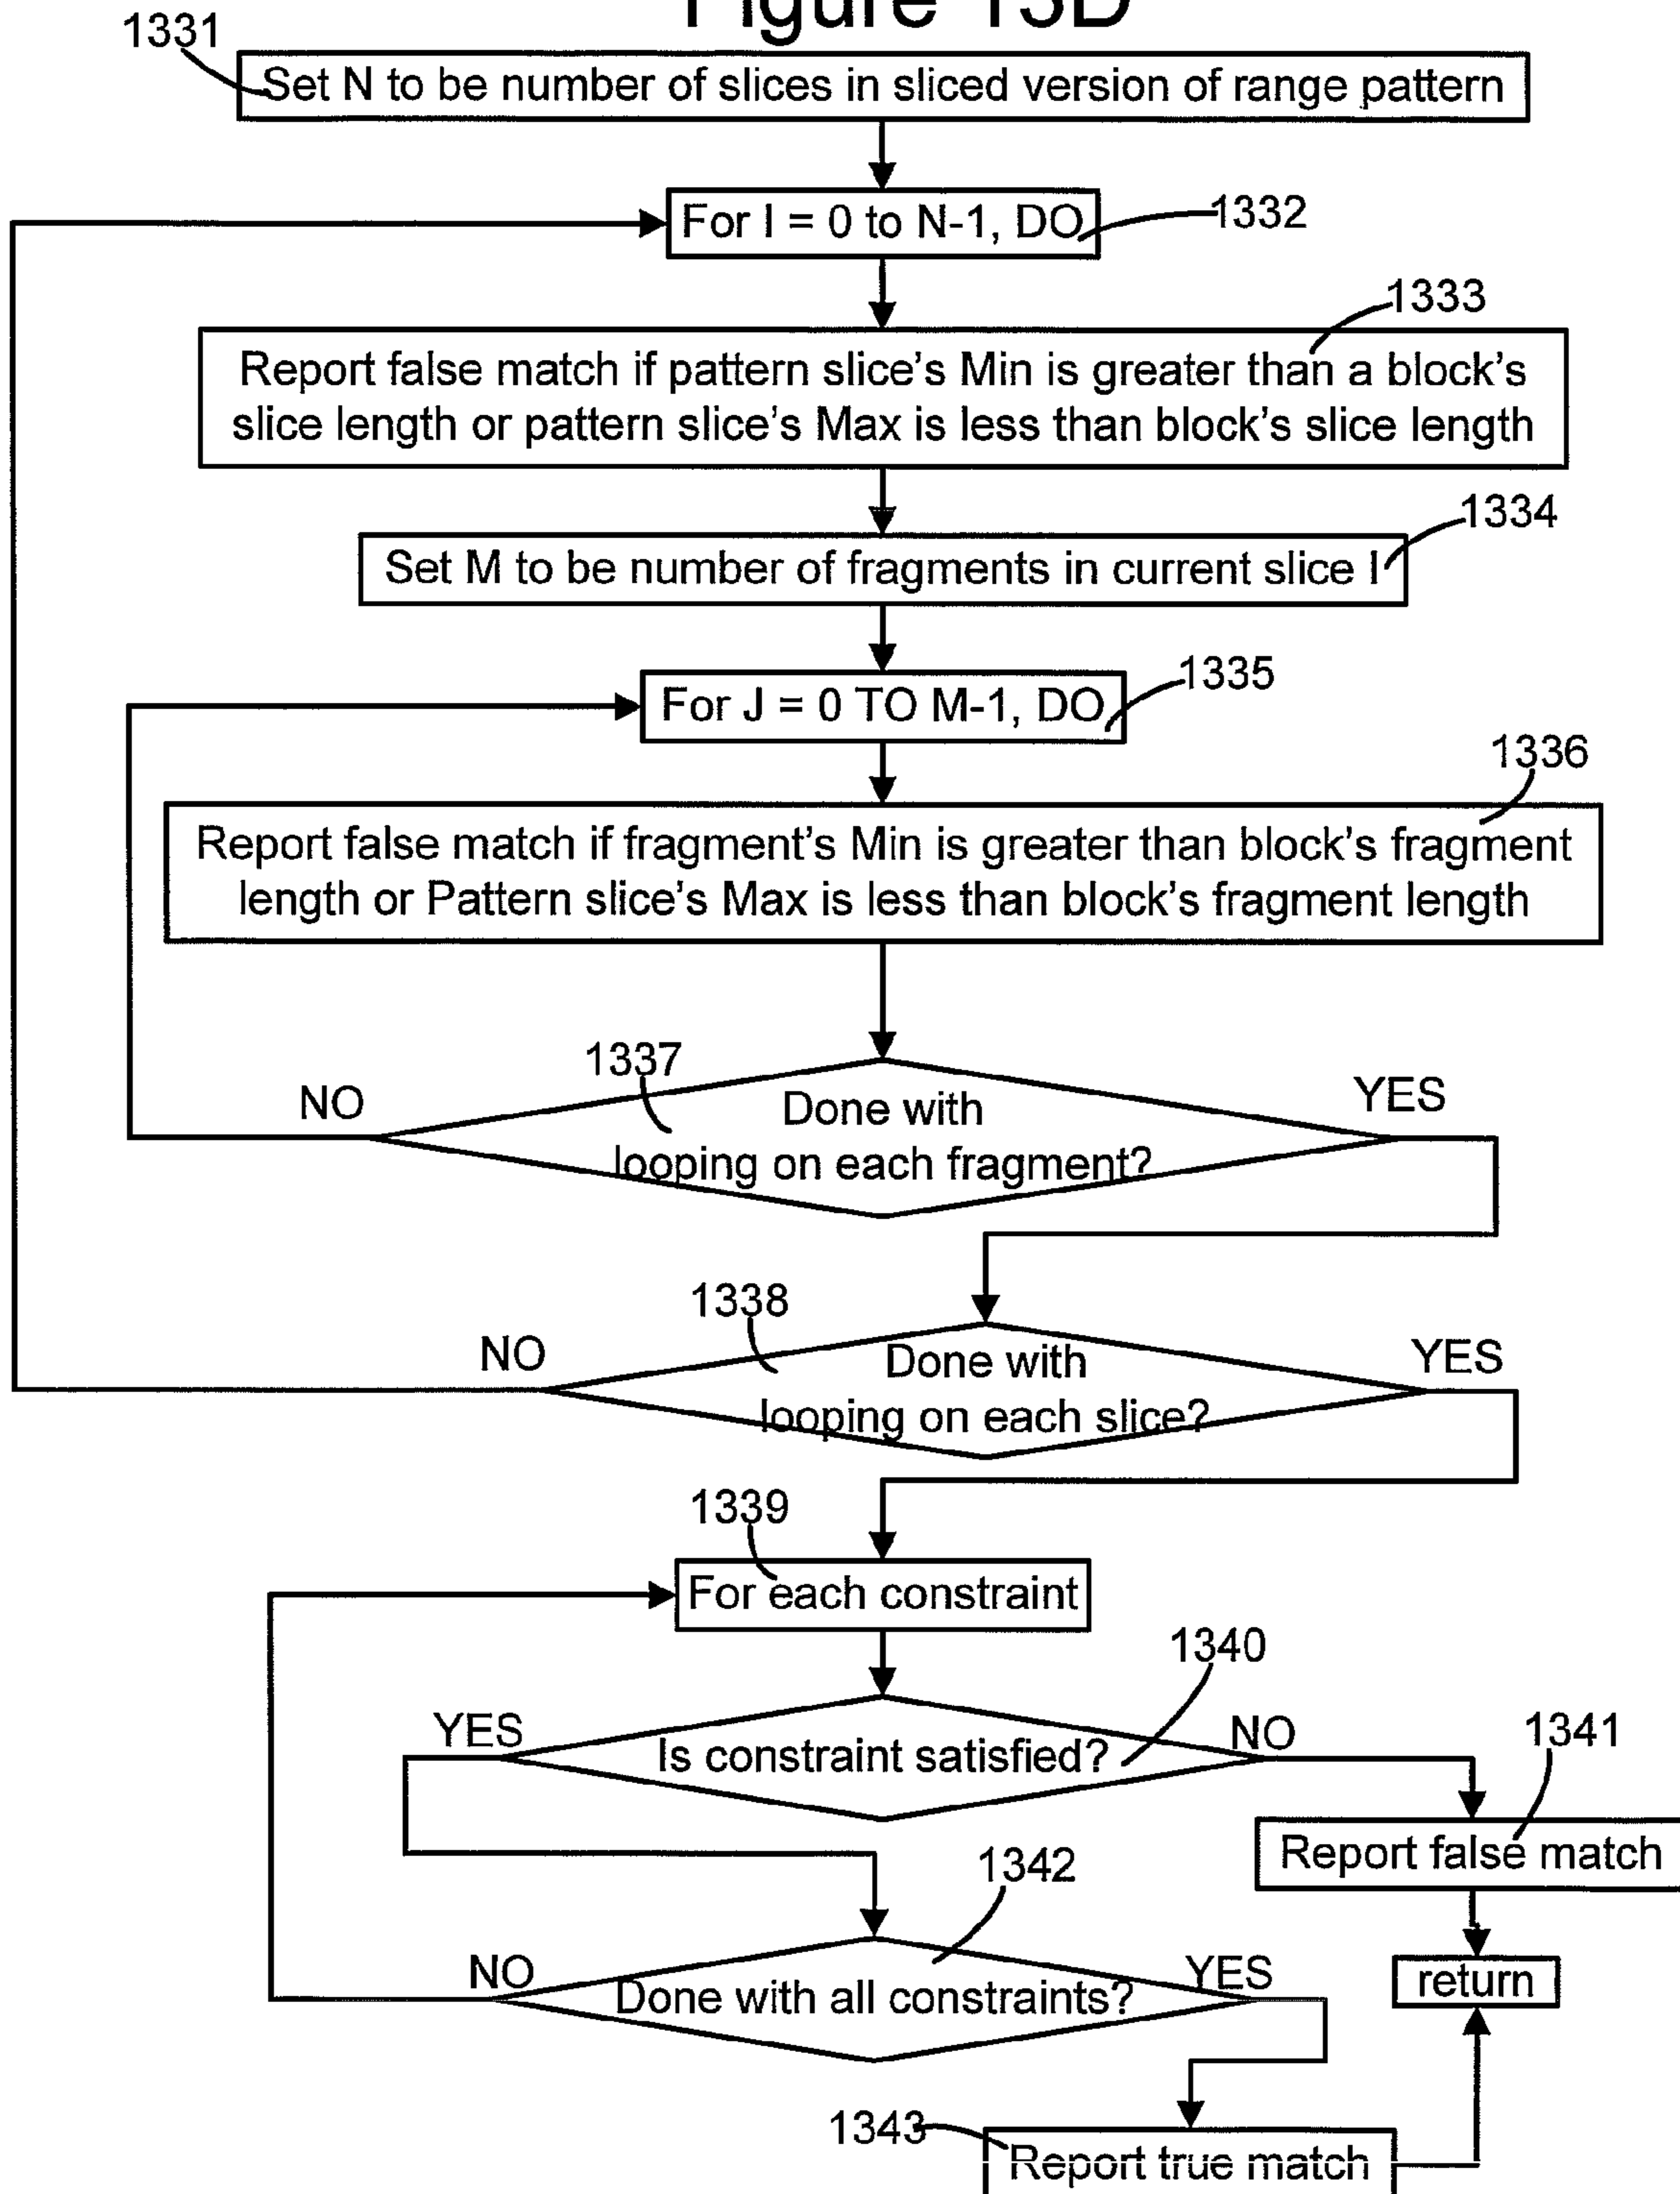 Figure 13D
1331
Set N to be number of slices in sliced version of range pattern
For I = 0 to N-1, DO
1332
1333
Report false match if pattern slice's Min is greater than a block's
slice length or pattern slice's Max is less than block's slice length
1334
Set M to be number of fragments in current slice I
1335
For J = 0 TO M-1, DO
1336
Report false match if fragment's Min is greater than block's fragment
length or Pattern slice's Max is less than block's fragment length
1337
NO
YES
Done with
looping on each fragment?
1338
NO
YES
Done with
looping on each slice?
1339
For each constraint
1340
YES
NO
Is constraint satisfied?
1341
Report false match
1342
NO
YES
Done with all constraints?
return
1343
Report true match